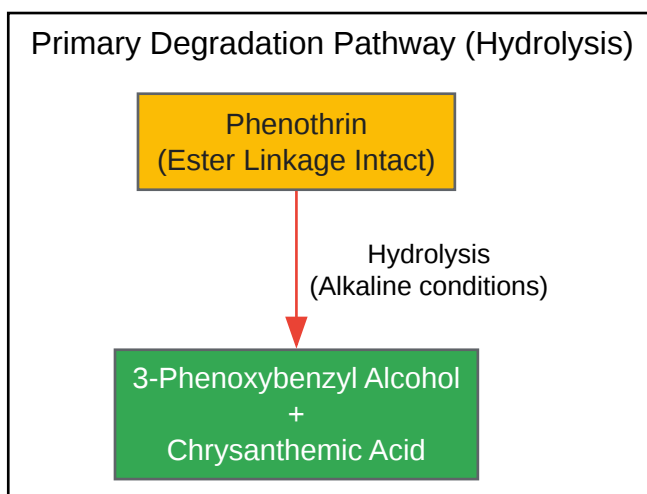 Primary Degradation Pathway (Hydrolysis)
Phenothrin
(Ester Linkage Intact)
Hydrolysis
(Alkaline conditions)
3-Phenoxybenzyl Alcohol
+
Chrysanthemic Acid